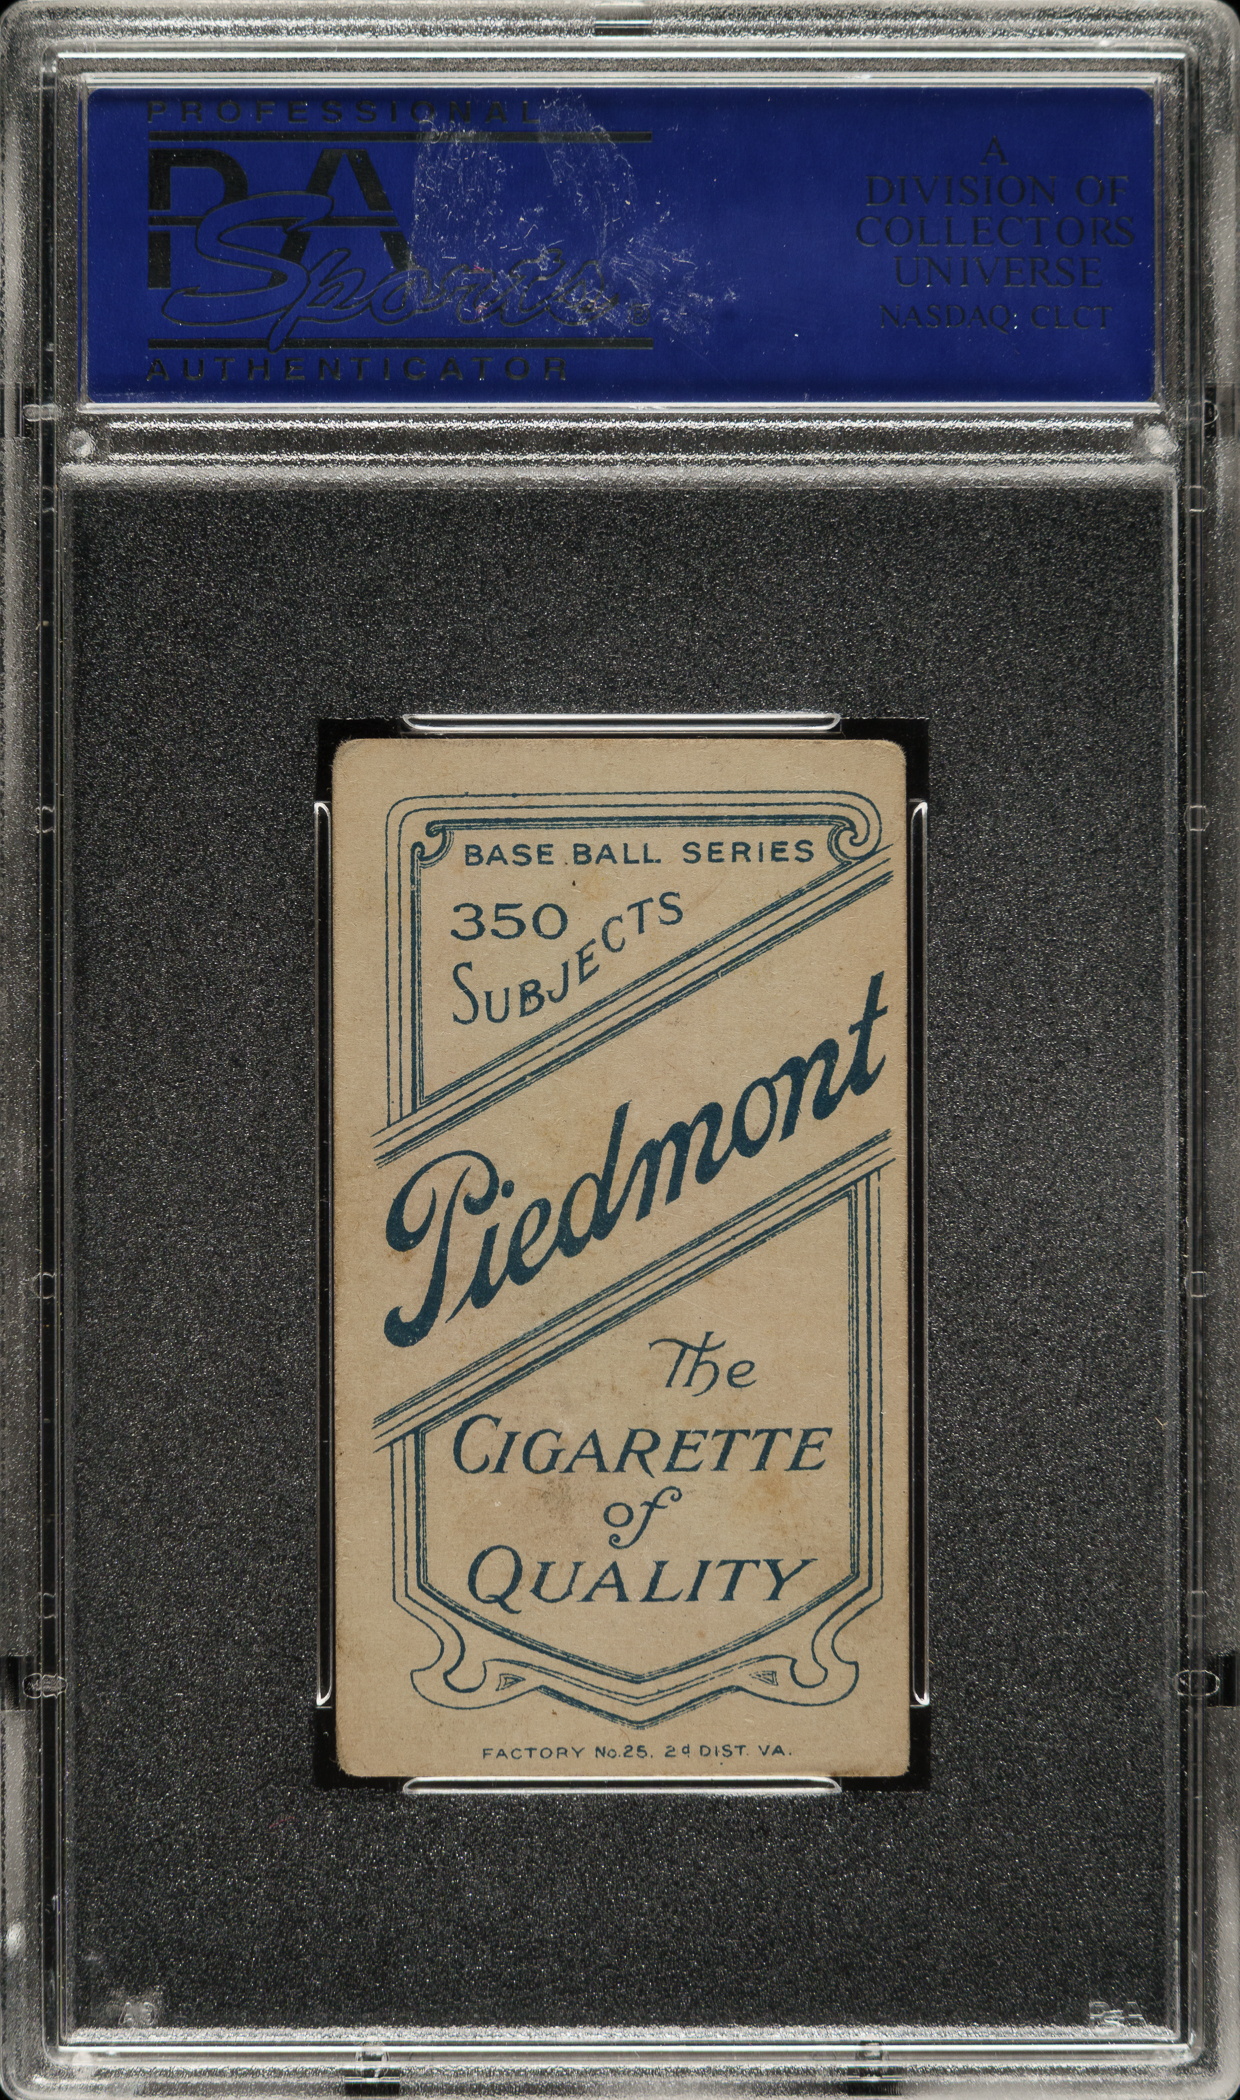 PROFESSIONAL
PSA
Sports®
AUTHENTICATOR
A
DIVISION OF
COLLECTORS
UNIVERSE
NASDAQ: CLCT
BASE BALL SERIES
350
SUBJECTS
Piedmont
The
CIGARETTE
of
QUALITY
FACTORY No.25. 2d DIST. VA.
PSA